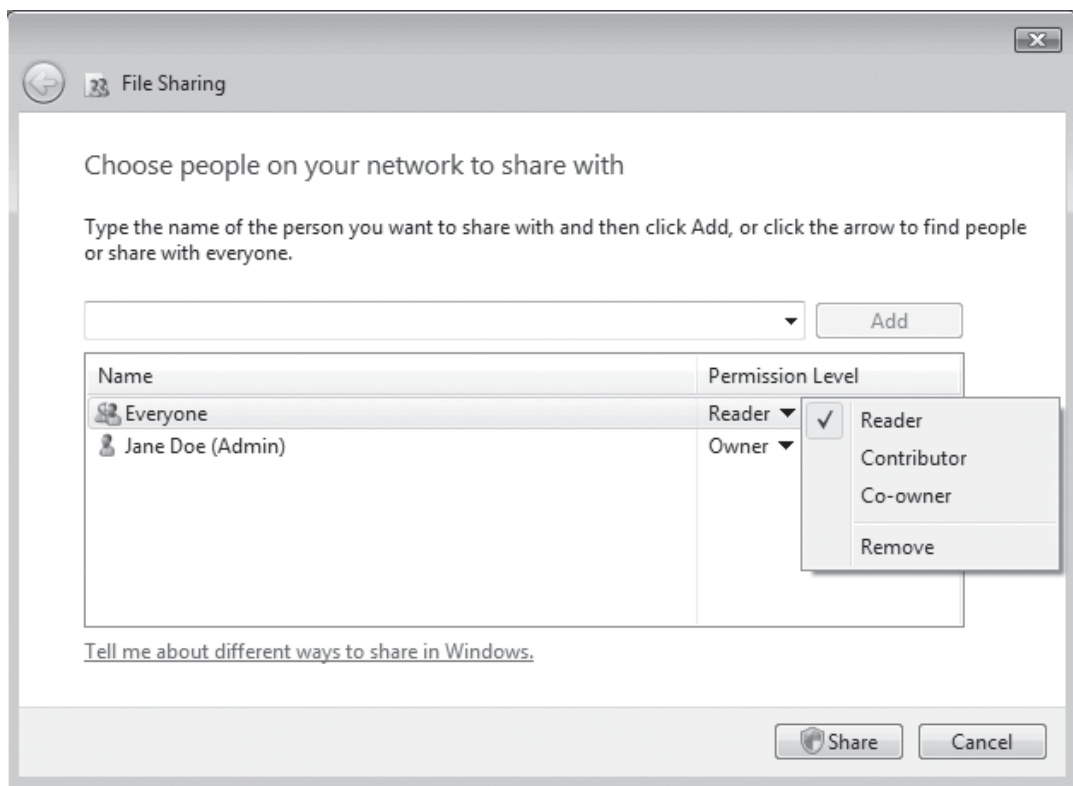 File Sharing
Choose people on your network to share with
Type the name of the person you want to share with and then click Add, or click the arrow to find people
or share with everyone.
Add
Name Permission Level
Everyone Reader
Jane Doe (Admin) Owner
Reader
Contributor
Co-owner
Remove
Tell me about different ways to share in Windows.
Share Cancel